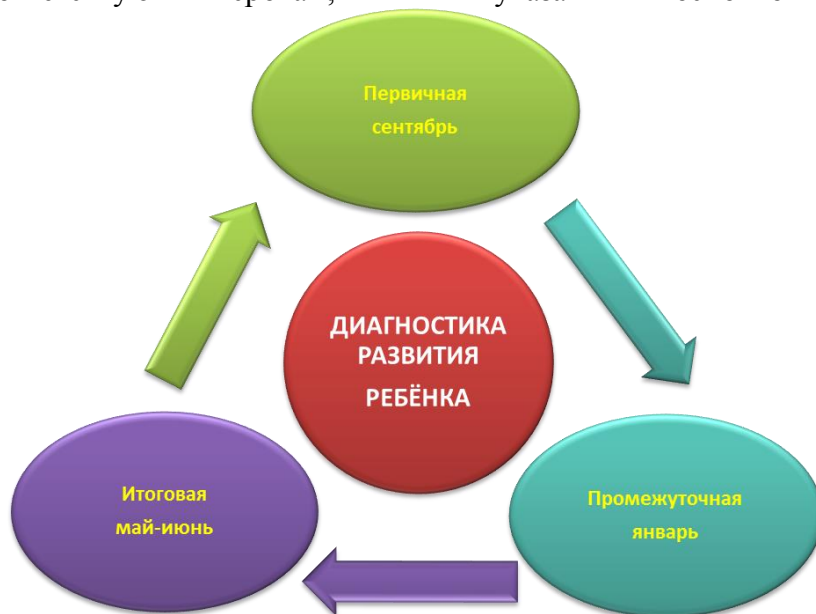 Первичная
сентябрь
ДИАГНОСТИКА
РАЗВИТИЯ
РЕБЁНКА
Итоговая
май-июнь
Промежуточная
январь